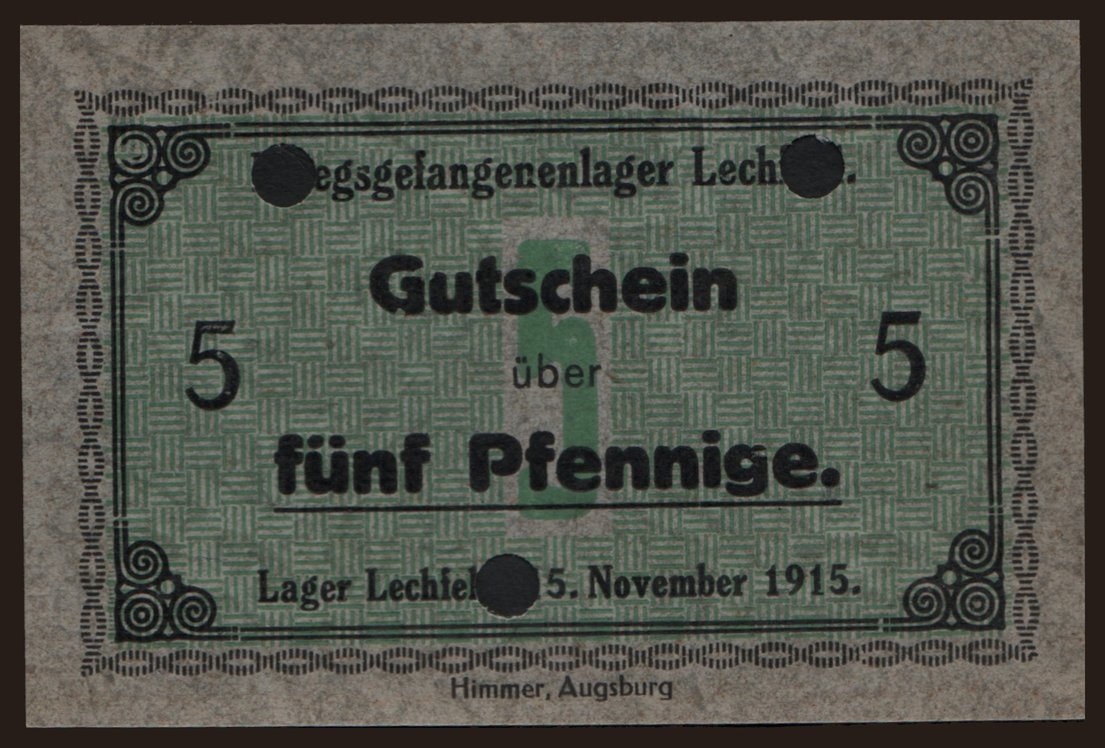 egsgefangenenlager Lech
Gutschein
5 über 5
fünf Pfennige.
Lager Lechfel 5. November 1915.
Himmer, Augsburg